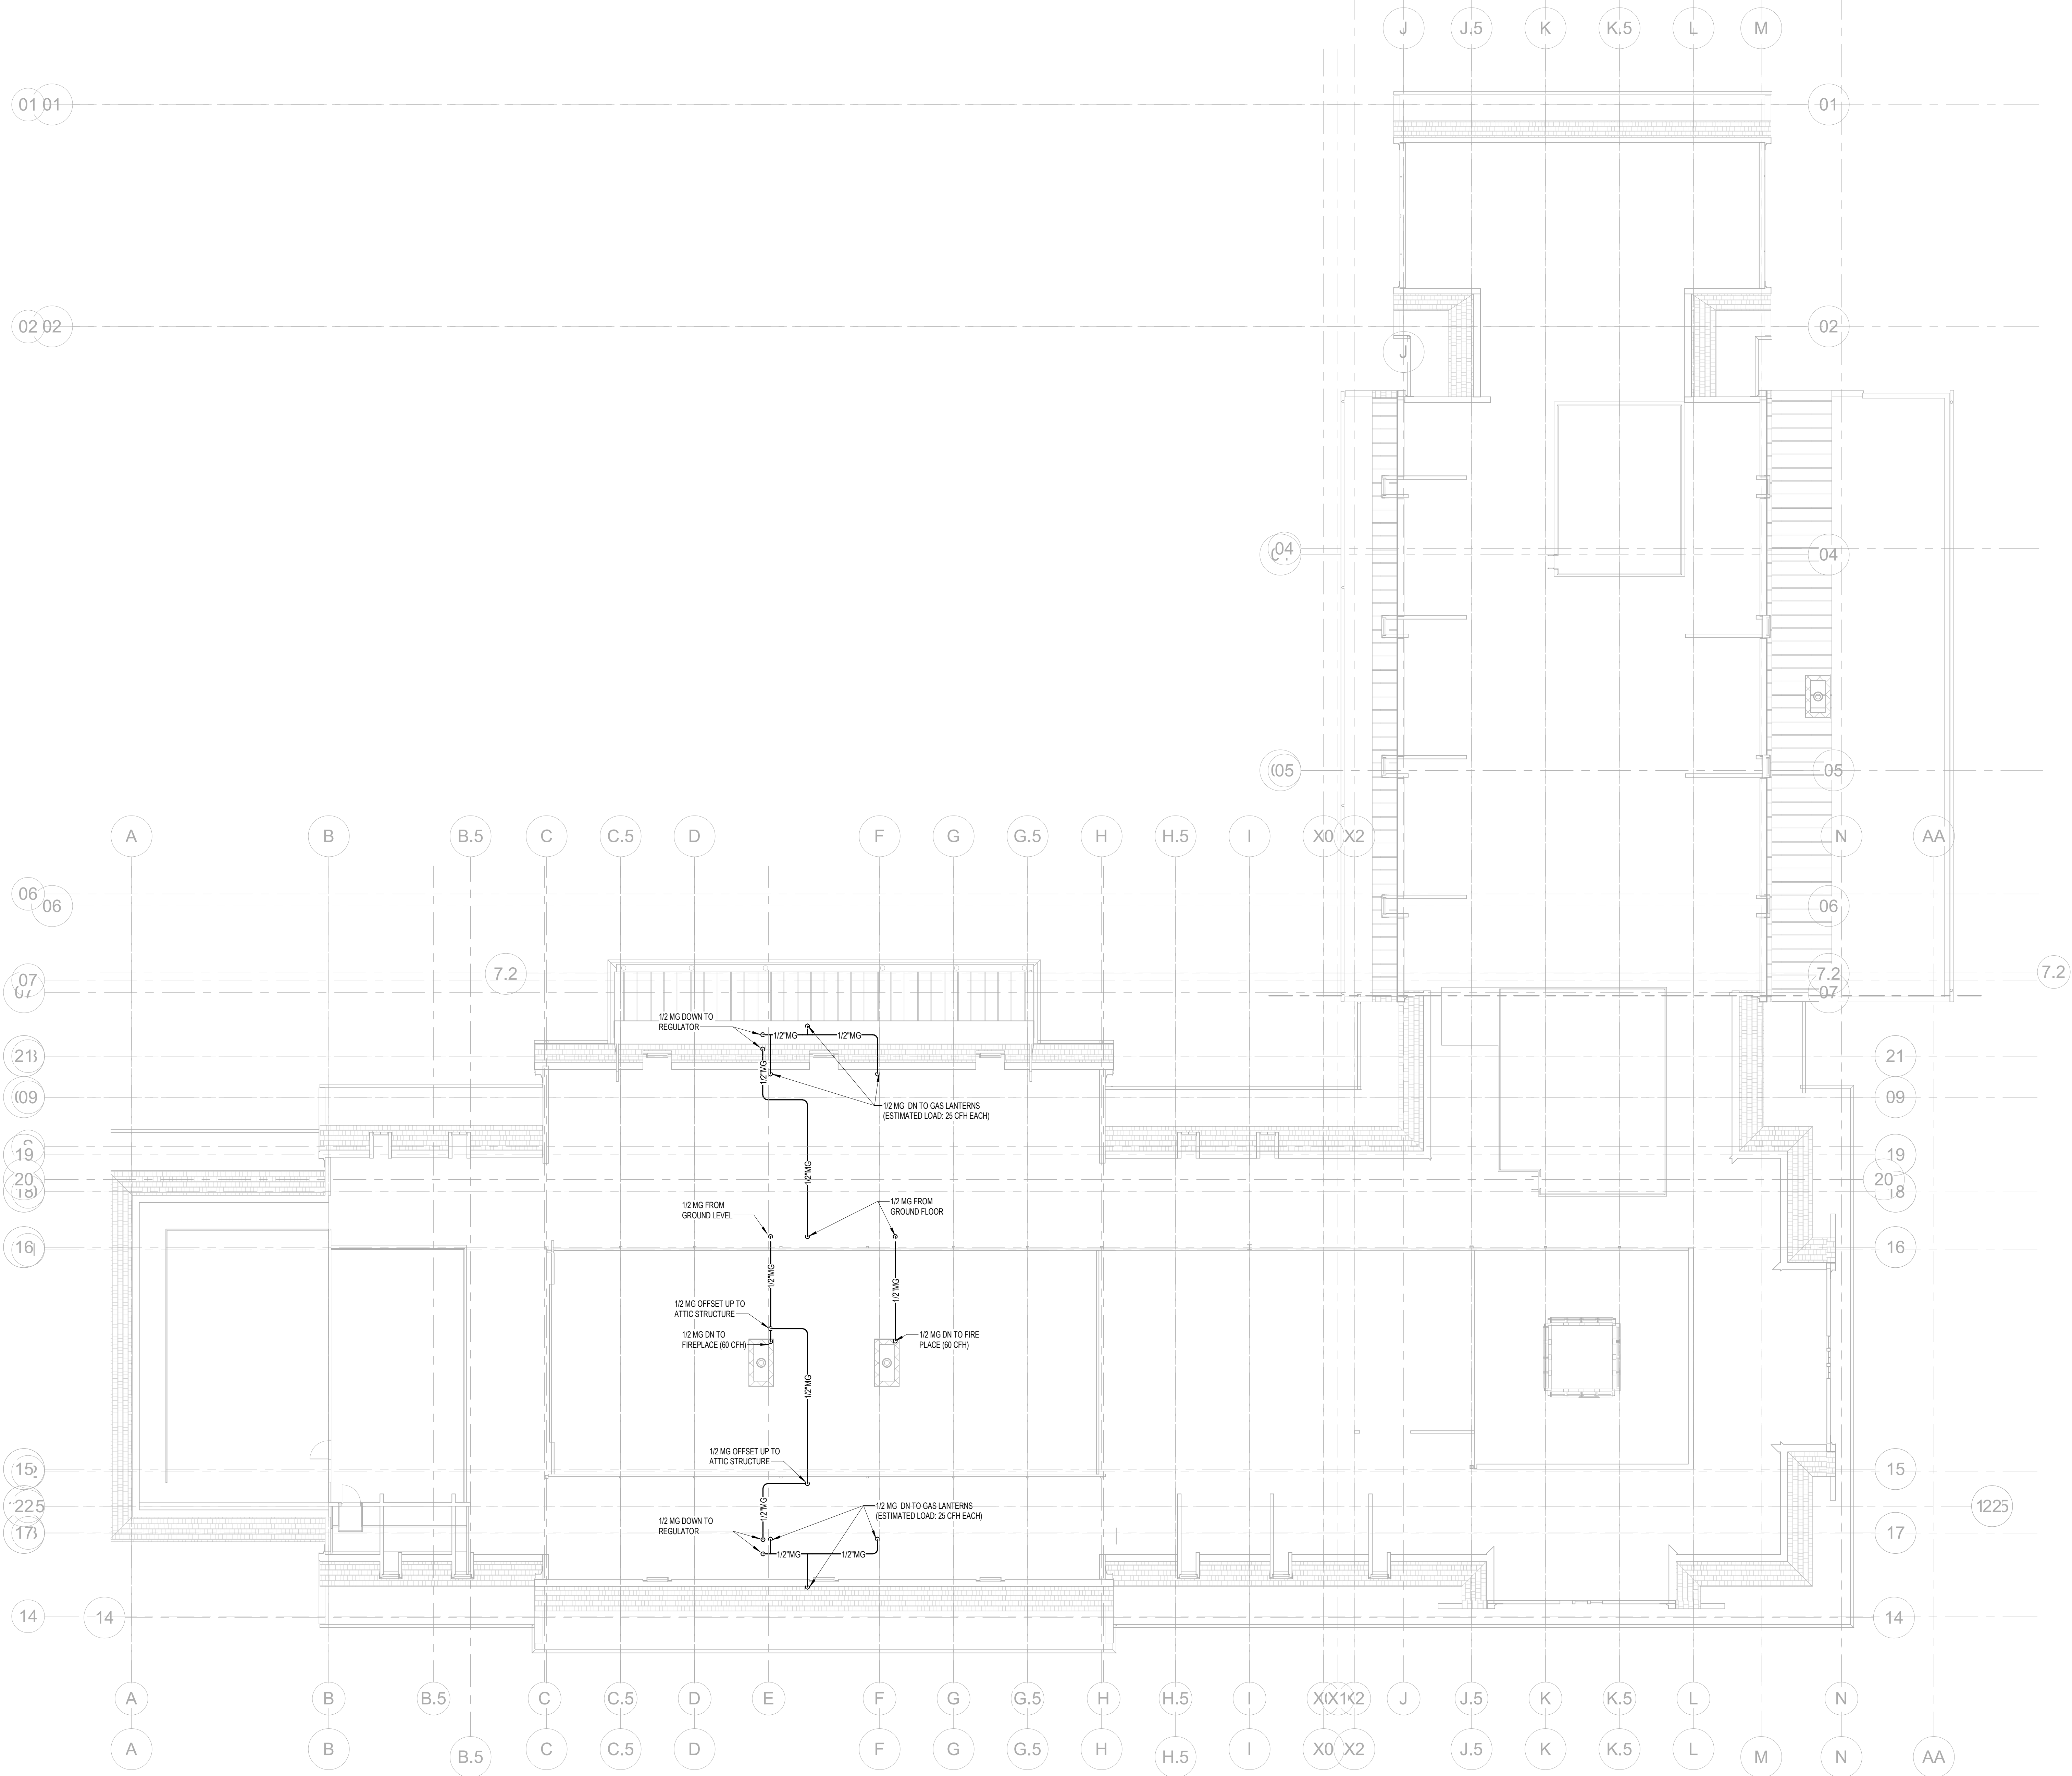 J J.5 K K.5 L M
01 01 01
02 02 02
J
04 04
05 05
A B B.5 C C.5 D F G G.5 H H.5 I X0 X2 N AA
06
06 06
07 7.2 7.2 7.2
07 07
1/2 MG DOWN TO
REGULATOR
1/2"MG 1/2"MG
21 21
1/2"MG
09 09
1/2 MG DN TO GAS LANTERNS
(ESTIMATED LOAD: 25 CFH EACH)
19 19
1/2"MG
20 20
18
1/2 MG FROM
GROUND LEVEL
1/2 MG FROM
GROUND FLOOR
16 16
1/2"MG
1/2"MG
1/2 MG OFFSET UP TO
ATTIC STRUCTURE
1/2 MG DN TO
FIREPLACE (60 CFH)
1/2 MG DN TO FIRE
PLACE (60 CFH)
1/2"MG
1/2 MG OFFSET UP TO
ATTIC STRUCTURE
15 15
1/2"MG
1/2 MG DN TO GAS LANTERNS
(ESTIMATED LOAD: 25 CFH EACH)
1/2 MG DOWN TO
REGULATOR
17 17
1/2"MG 1/2"MG
14 14 14
A B B.5 C C.5 D E F G G.5 H H.5 I X0 X1 X2 J J.5 K K.5 L N
A B B.5 C C.5 D F G G.5 H H.5 I X0 X2 J.5 K K.5 L M N AA